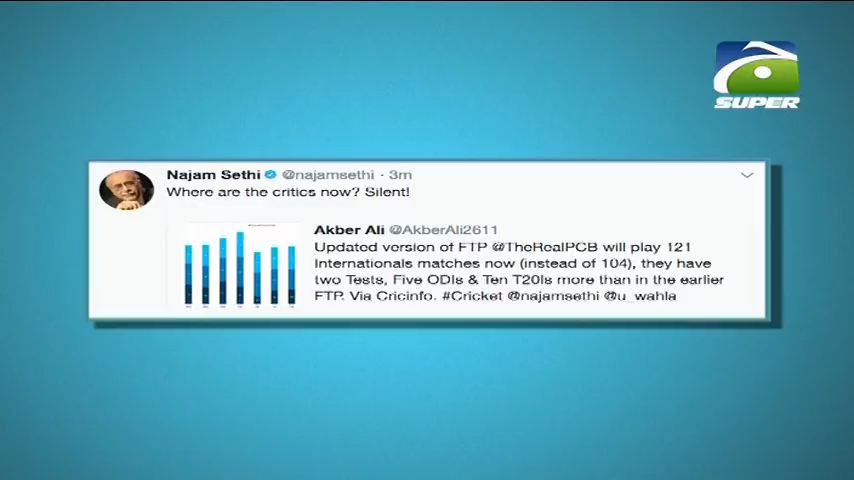 SUPER
Najam Sethi @najamsethi · 3m
Where are the critics now? Silent!
Akber Ali @AkberAli2611
Updated version of FTP @TheRealPCB will play 121
Internationals matches now (instead of 104), they have
two Tests, Five ODIs & Ten T20Is more than in the earlier
FTP. Via Cricinfo. #Cricket @najamsethi @u_wahla